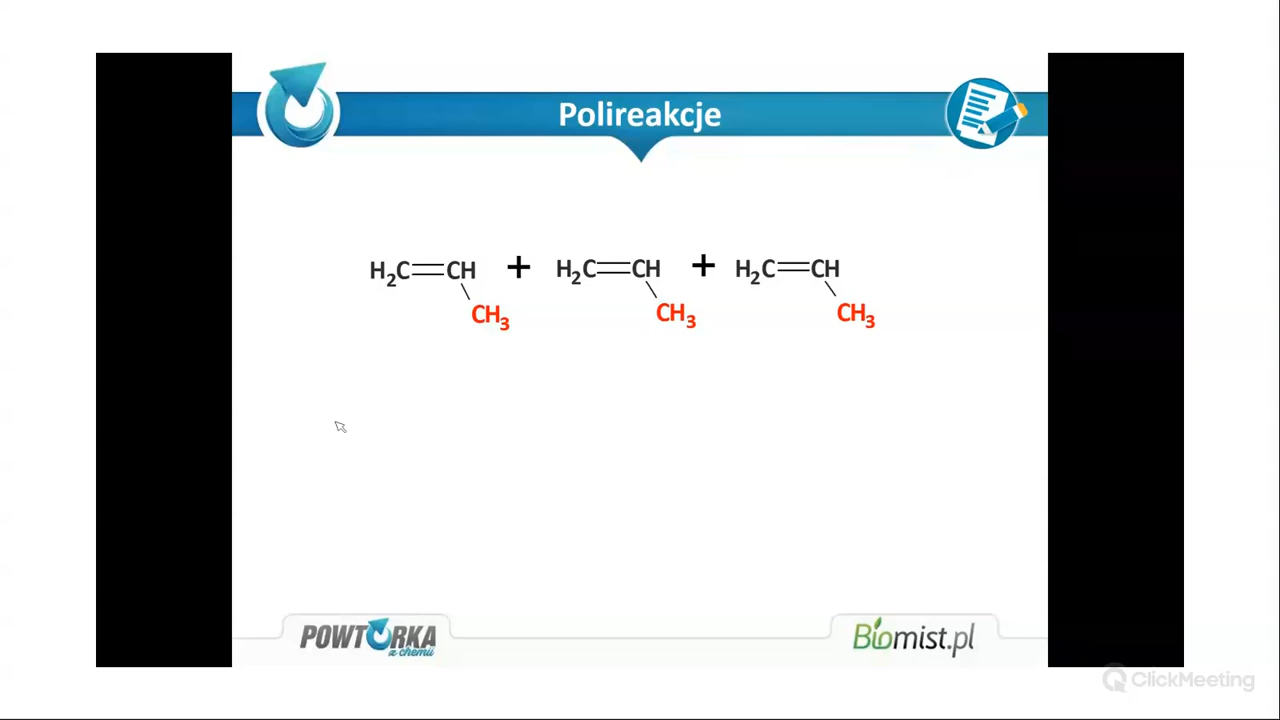 Polireakcje
H₂C=CH + H₂C=CH + H₂C=CH
CH₃ CH₃ CH₃
POWTÓRKA
z chemii
Biomist.pl
ClickMeeting